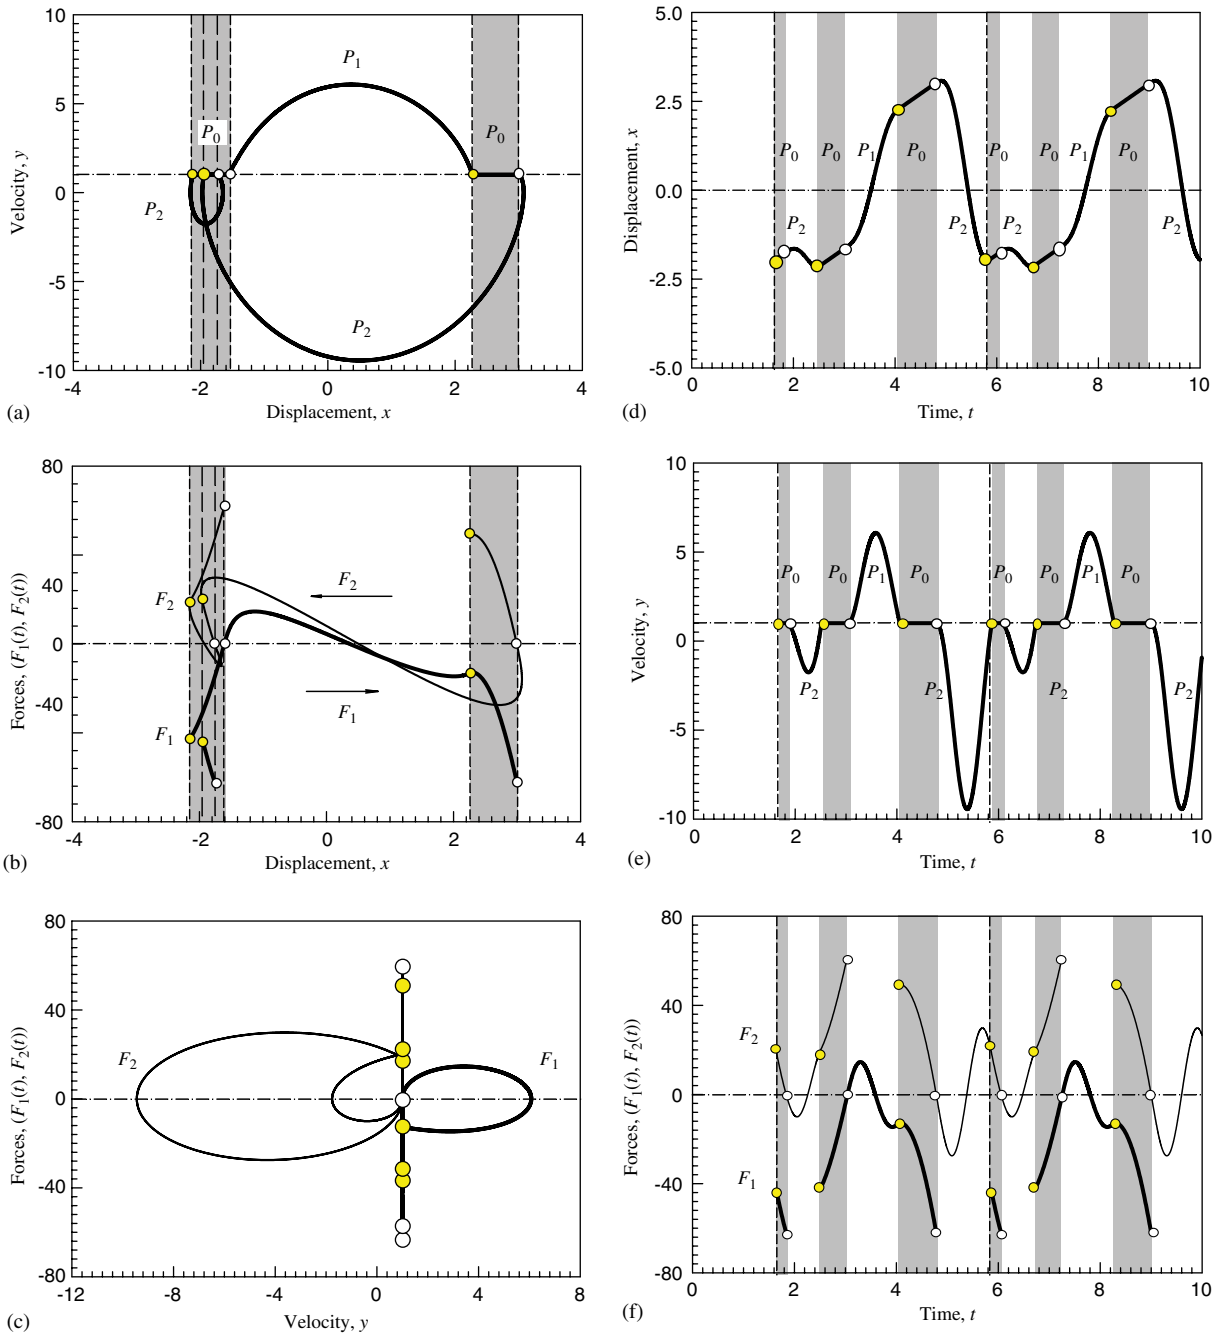 10
5
0
-5
-10
Velocity, y
P1
P0
P0
P2
P2
-4
-2
0
2
4
Displacement, x
(a)
5.0
2.5
0.0
-2.5
-5.0
Displacement, x
P0
P0
P1
P0
P0
P0
P1
P0
P2
P2
P2
P2
0
2
4
6
8
10
Time, t
(d)
80
40
0
-40
-80
Forces, (F1(t), F2(t))
F2
F2
F1
F1
-4
-2
0
2
4
Displacement, x
(b)
10
5
0
-5
-10
Velocity, y
P0
P0
P1
P0
P0
P0
P1
P0
P2
P2
P2
P2
0
2
4
6
8
10
Time, t
(e)
80
40
0
-40
-80
Forces, (F1(t), F2(t))
F2
F1
-12
-8
-4
0
4
8
Velocity, y
(c)
80
40
0
-40
-80
Forces, (F1(t), F2(t))
F2
F1
0
2
4
6
8
10
Time, t
(f)